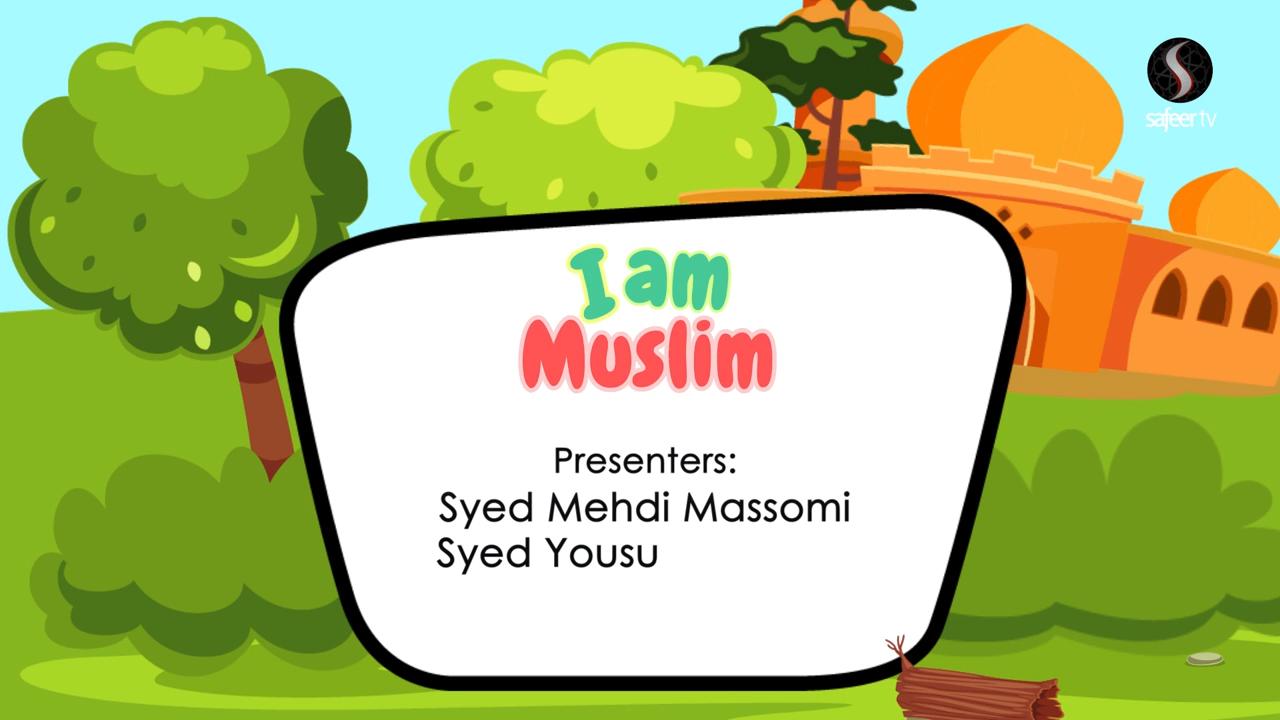 safeer tv
I am
Muslim
Presenters:
Syed Mehdi Massomi
Syed Yousu